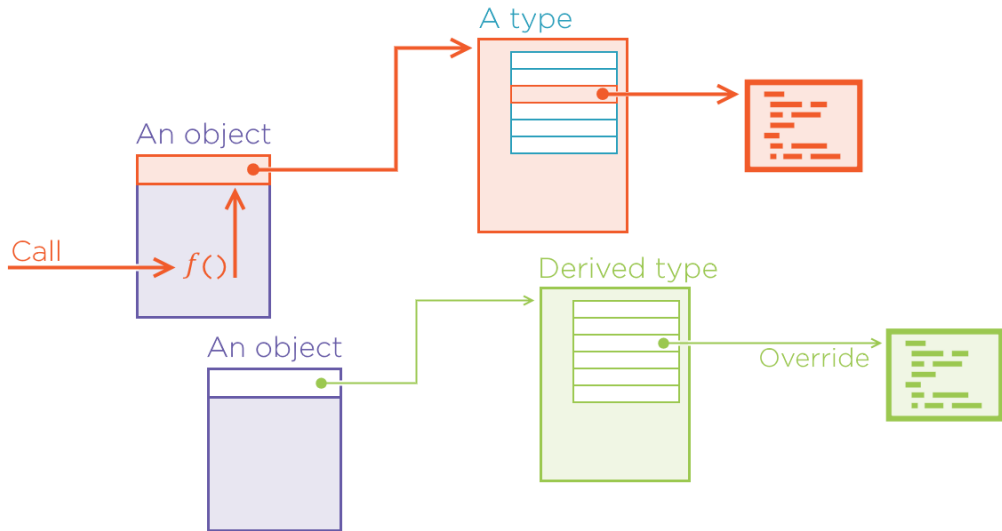 A type
An object
Call
f()
Derived type
An object
Override